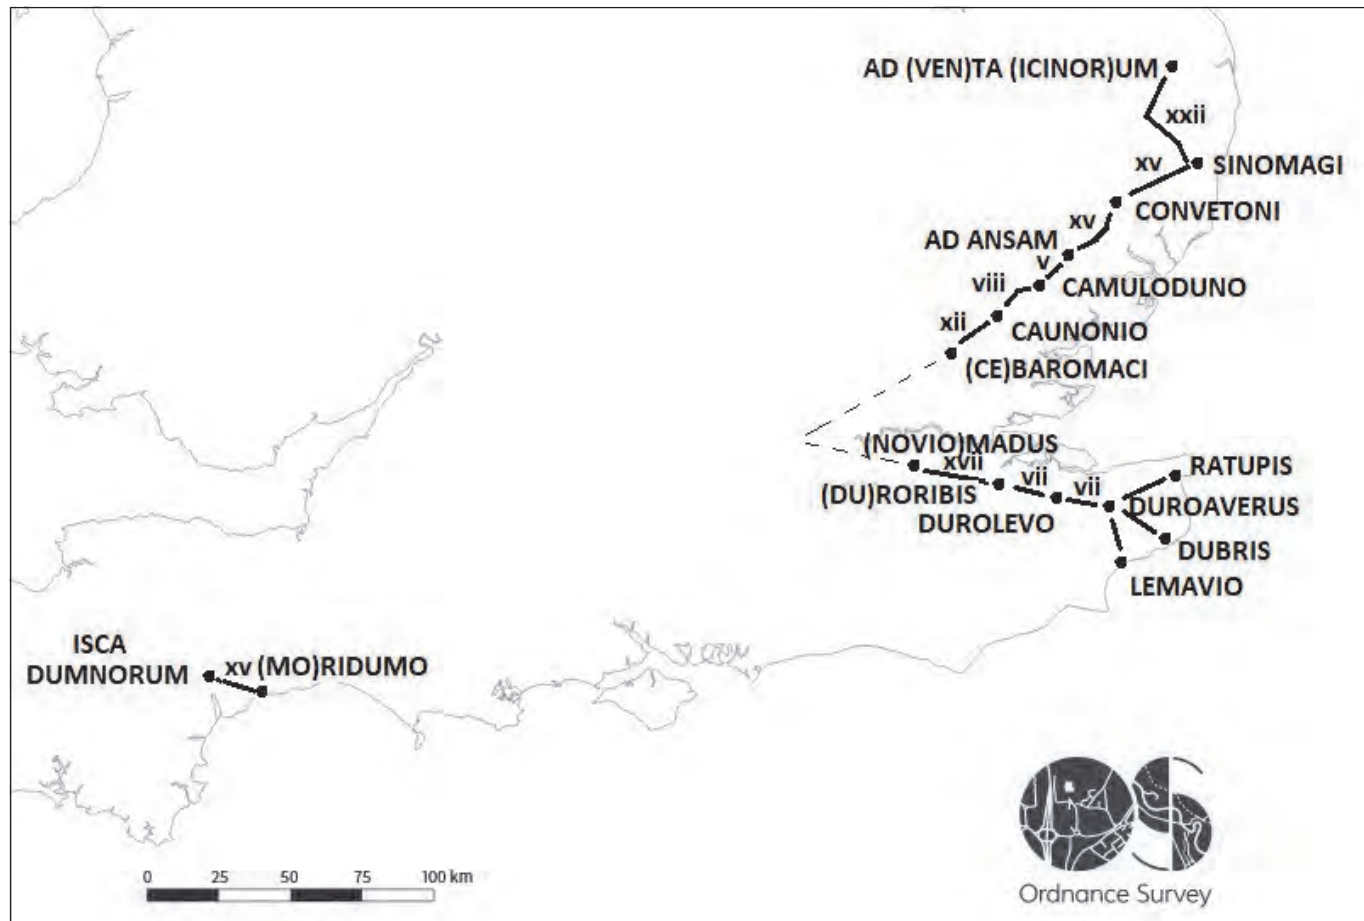 AD (VEN)TA (ICINOR)UM
xxii
xv
SINOMAGI
CONVETONI
xv
AD ANSAM
v
viii
CAMULODUNO
xii
CAUNONIO
(CE)BAROMACI
(NOVIO)MADUS
xvii
vii
vii
RATUPIS
(DU)RORIBIS
DUROAVERUS
DUROLEVO
DUBRIS
LEMAVIO
ISCA
DUMNORUM
xv (MO)RIDUMO
0 25 50 75 100 km
Ordnance Survey